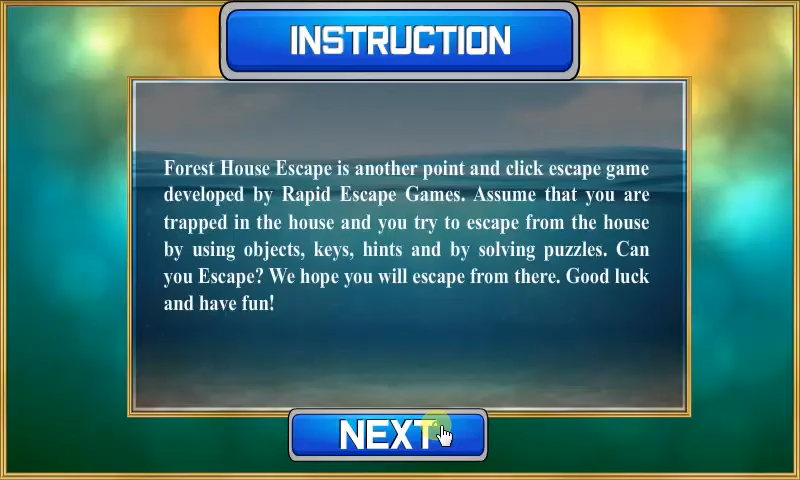 INSTRUCTION
Forest House Escape is another point and click escape game
developed by Rapid Escape Games. Assume that you are
trapped in the house and you try to escape from the house
by using objects, keys, hints and by solving puzzles. Can
you Escape? We hope you will escape from there. Good luck
and have fun!
NEXT